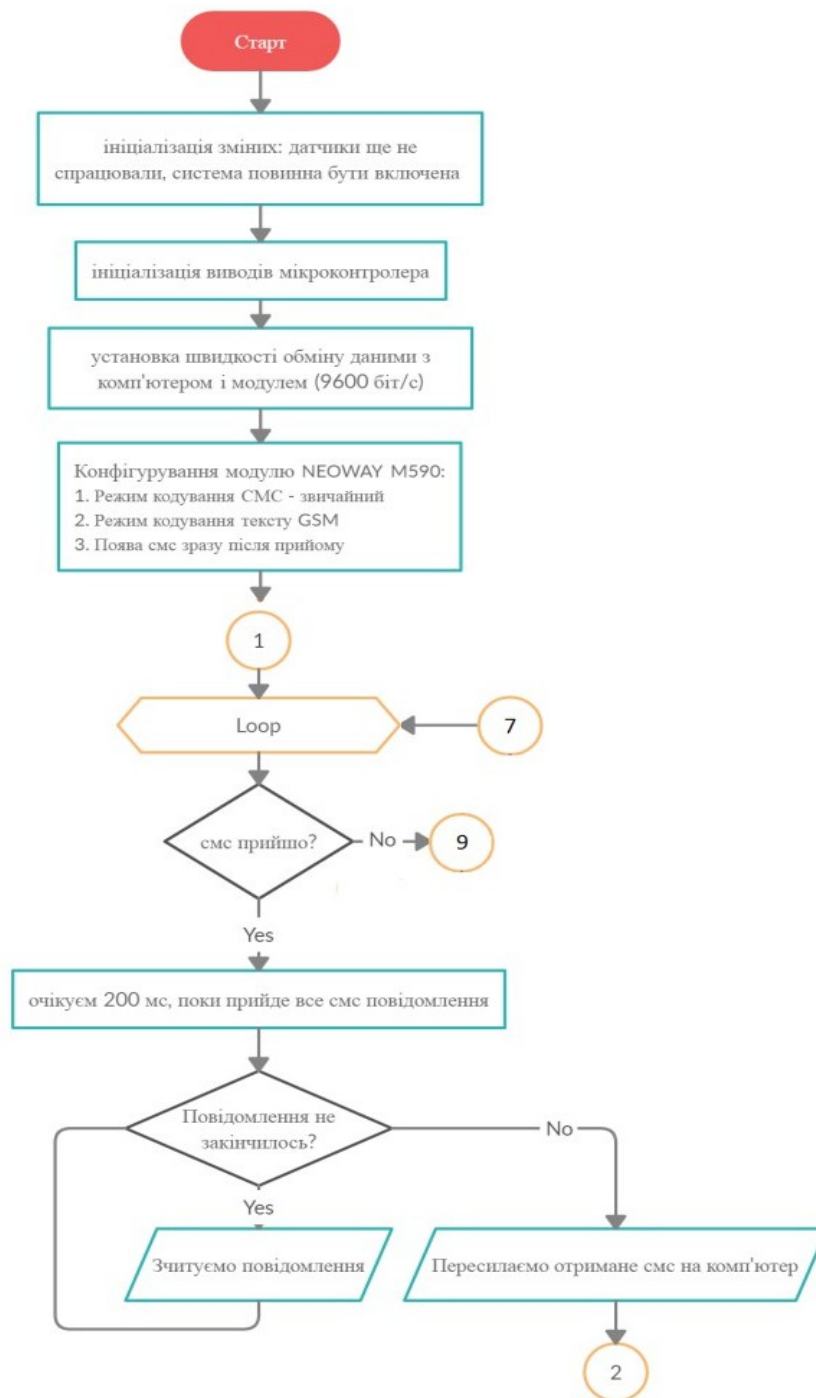 Старт
ініціалізація зміних: датчики ще не
спрацювали, система повинна бути включена
ініціалізація виводів мікроконтролера
установка швидкості обміну даними з
комп'ютером і модулем (9600 біт/с)
Конфігурування модулю NEOWAY M590:
1. Режим кодування СМС - звичайний
2. Режим кодування тексту GSM
3. Поява смс зразу після прийому
1
Loop
7
смс прийшо?
No
9
Yes
очікуєм 200 мс, поки прийде все смс повідомлення
Повідомлення не
закінчилось?
No
Yes
Зчитуємо повідомлення
Пересилаємо отримане смс на комп'ютер
2